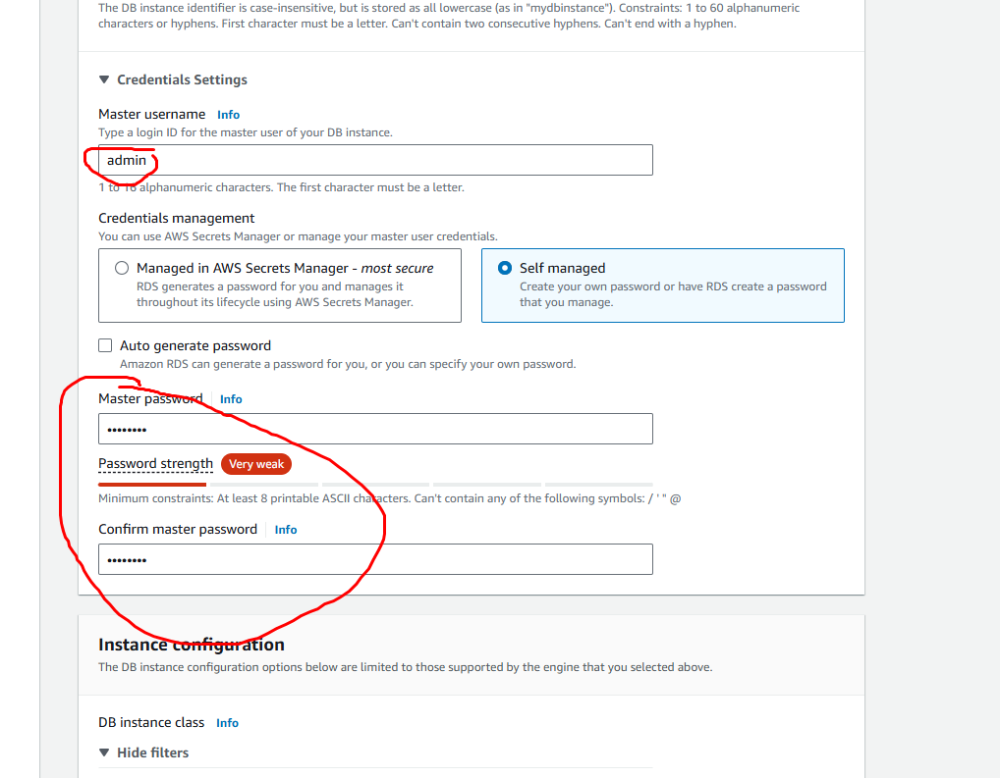 The DB instance identifier is case-insensitive, but is stored as all lowercase (as in "mydbinstance"). Constraints: 1 to 60 alphanumeric
characters or hyphens. First character must be a letter. Can't contain two consecutive hyphens. Can't end with a hyphen.
Credentials Settings
Master username Info
Type a login ID for the master user of your DB instance.
admin
1 to 16 alphanumeric characters. The first character must be a letter.
Credentials management
You can use AWS Secrets Manager or manage your master user credentials.
Managed in AWS Secrets Manager - most secure
RDS generates a password for you and manages it
throughout its lifecycle using AWS Secrets Manager.
Self managed
Create your own password or have RDS create a password
that you manage.
Auto generate password
Amazon RDS can generate a password for you, or you can specify your own password.
Master password Info
••••••••
Password strength Very weak
Minimum constraints: At least 8 printable ASCII characters. Can't contain any of the following symbols: / ' " @
Confirm master password Info
••••••••
Instance configuration
The DB instance configuration options below are limited to those supported by the engine that you selected above.
DB instance class Info
Hide filters